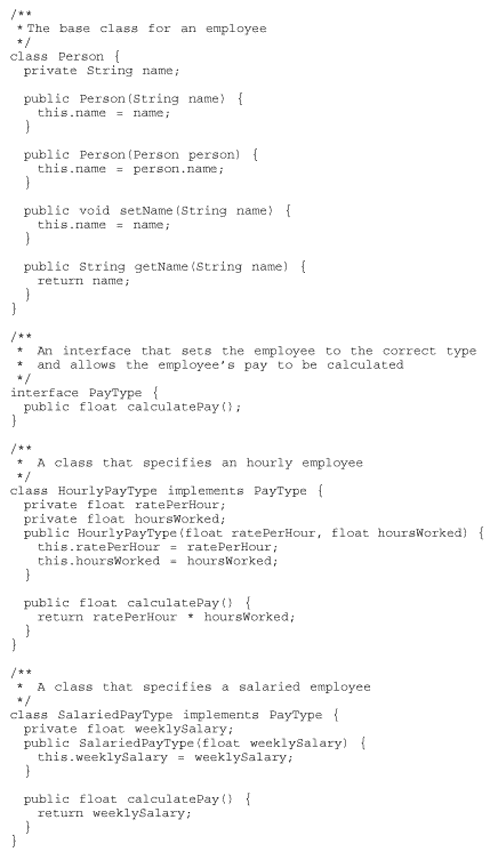 /**
 * The base class for an employee
 */
class Person {
  private String name;

  public Person(String name) {
    this.name = name;
  }

  public Person(Person person) {
    this.name = person.name;
  }

  public void setName(String name) {
    this.name = name;
  }

  public String getName(String name) {
    return name;
  }
}

/**
 *  An interface that sets the employee to the correct type
 *  and allows the employee's pay to be calculated
 */
interface PayType {
  public float calculatePay();
}

/**
 *  A class that specifies an hourly employee
 */
class HourlyPayType implements PayType {
  private float ratePerHour;
  private float hoursWorked;
  public HourlyPayType(float ratePerHour, float hoursWorked) {
    this.ratePerHour = ratePerHour;
    this.hoursWorked = hoursWorked;
  }

  public float calculatePay() {
    return ratePerHour * hoursWorked;
  }
}

/**
 *  A class that specifies a salaried employee
 */
class SalariedPayType implements PayType {
  private float weeklySalary;
  public SalariedPayType(float weeklySalary) {
    this.weeklySalary = weeklySalary;
  }

  public float calculatePay() {
    return weeklySalary;
  }
}